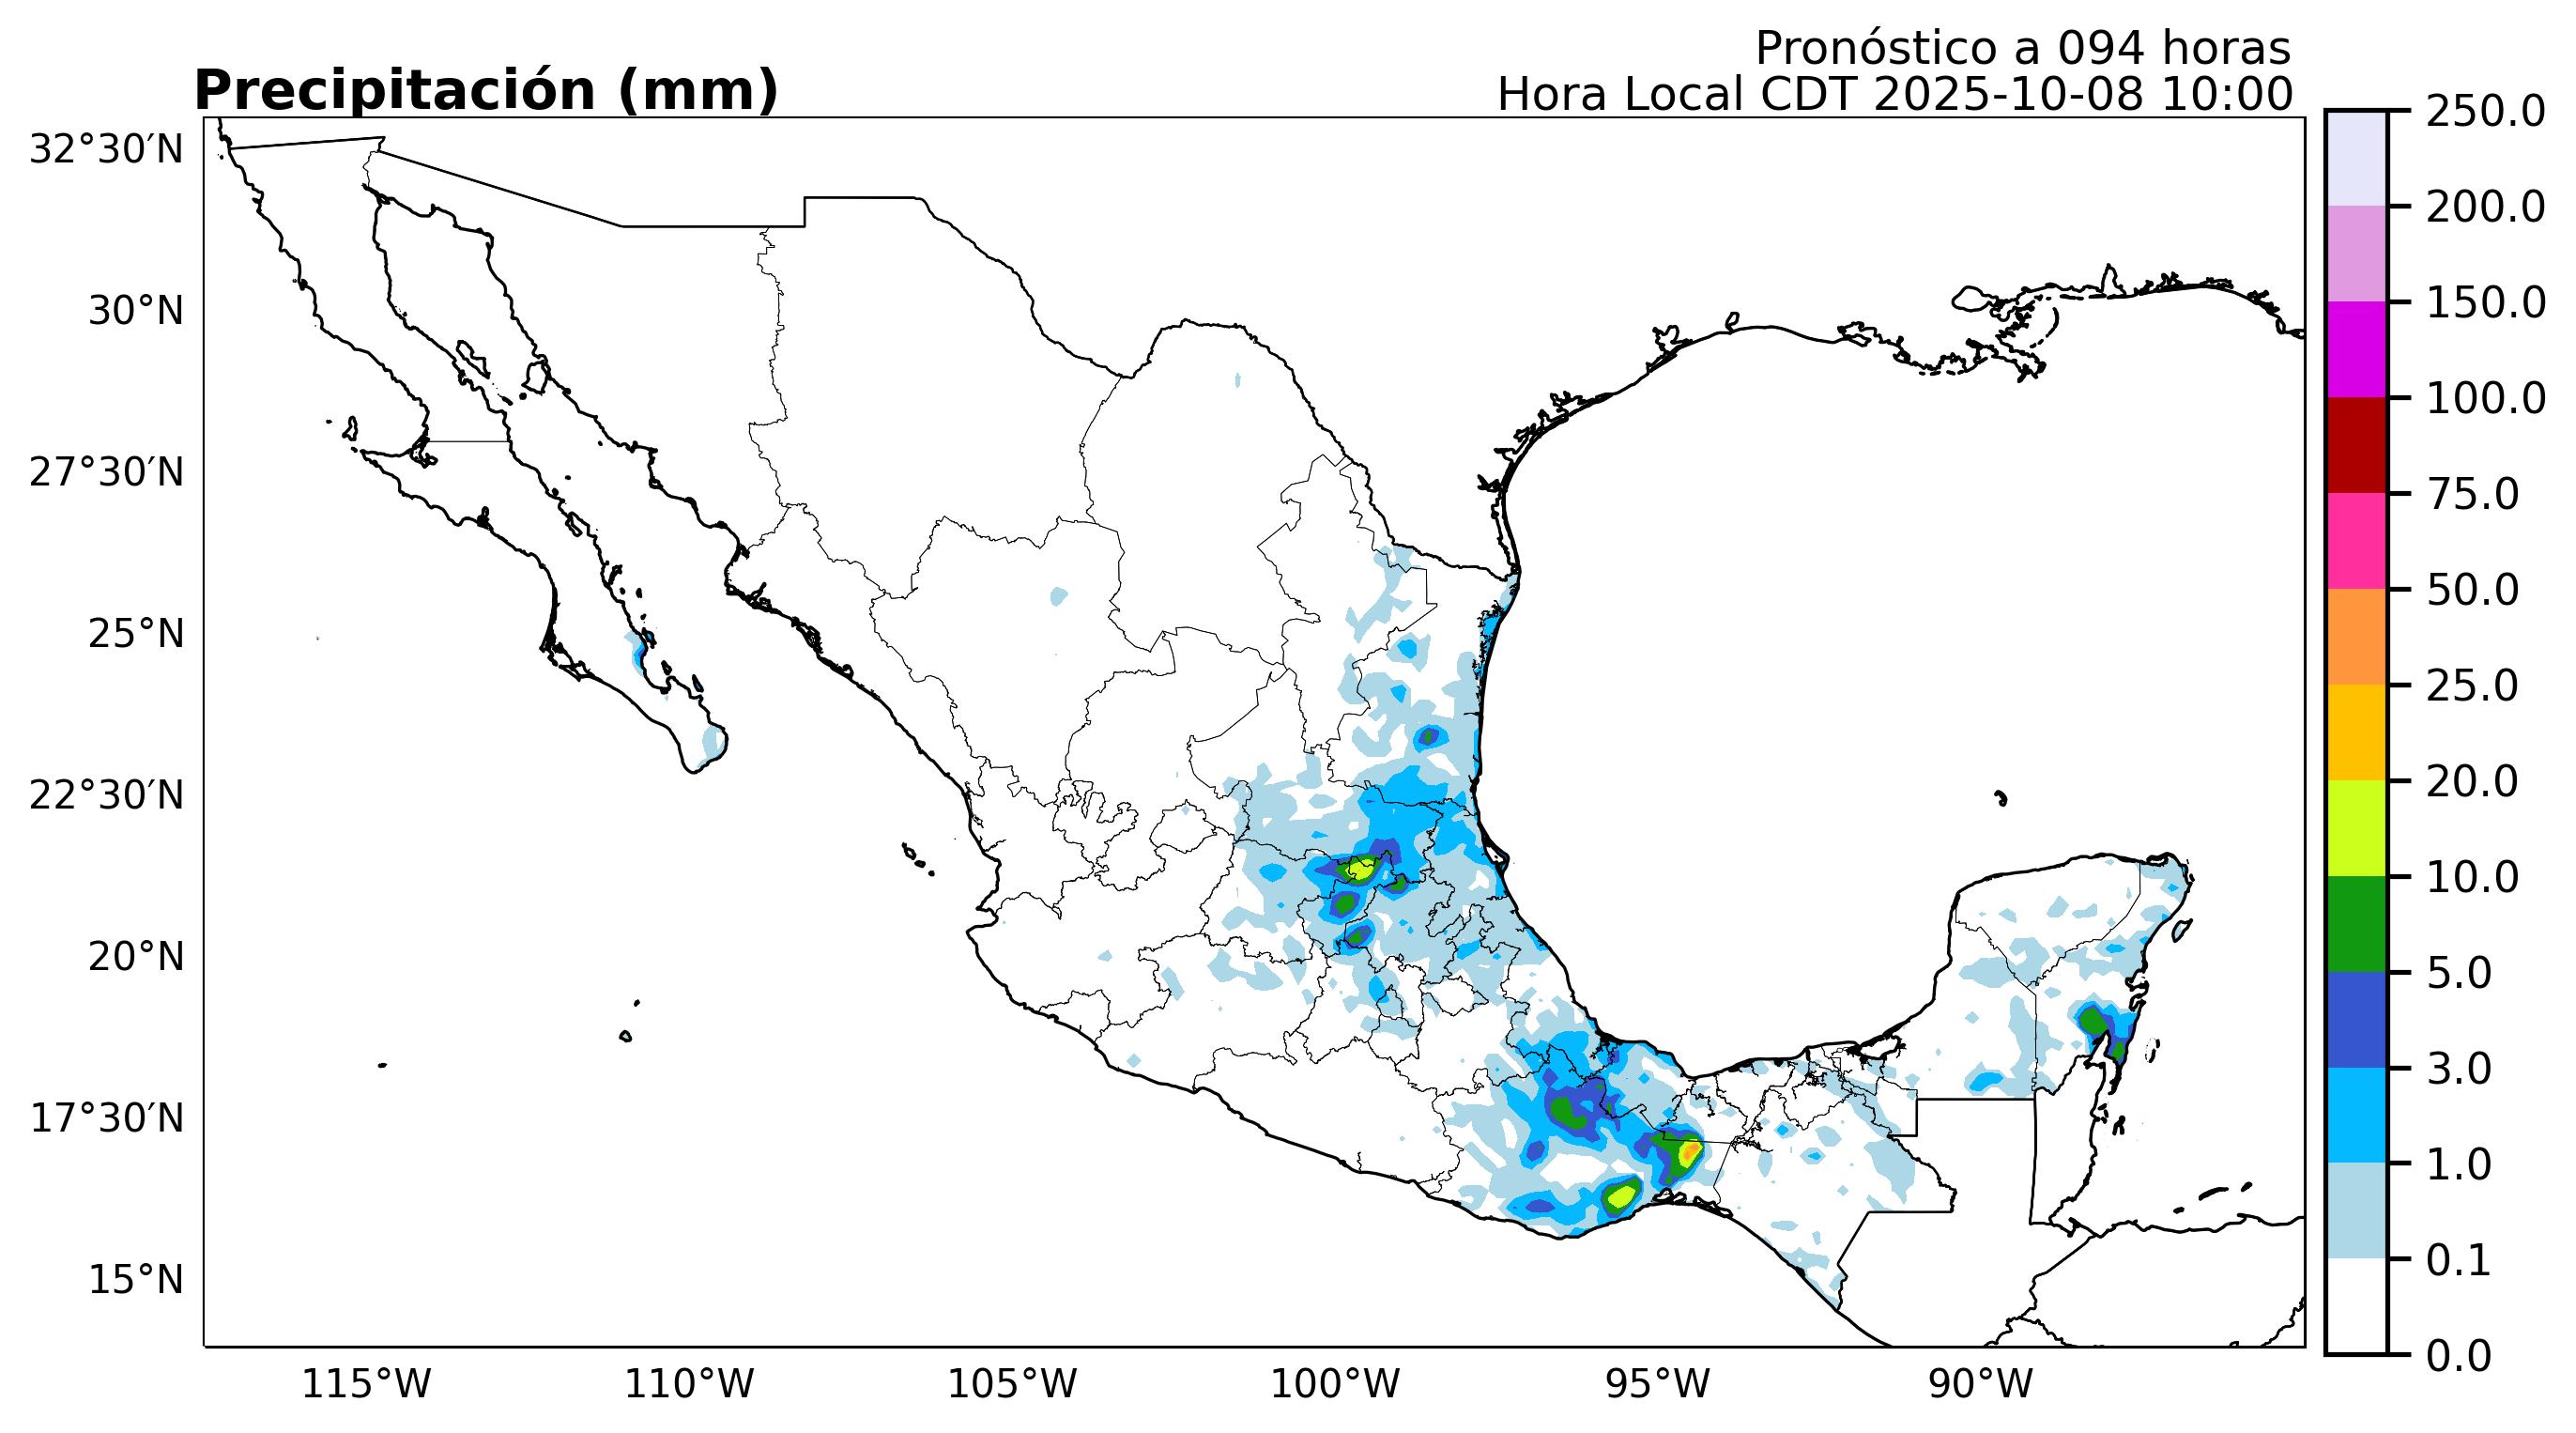 Pronóstico a 094 horas
Precipitación (mm)
Hora Local CDT 2025-10-08 10:00
32°30′N
30°N
27°30′N
25°N
22°30′N
20°N
17°30′N
15°N
115°W
110°W
105°W
100°W
95°W
90°W
250.0
200.0
150.0
100.0
75.0
50.0
25.0
20.0
10.0
5.0
3.0
1.0
0.1
0.0